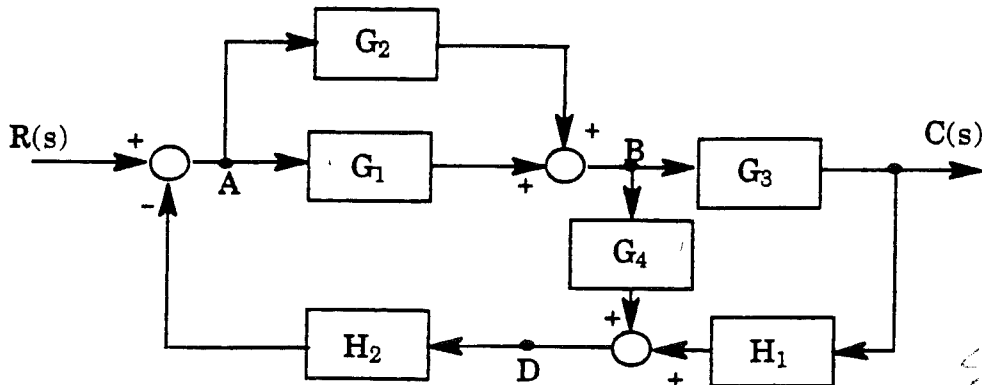 G₂
R(s) + + C(s)
B
A G₁ + G₃
-
G₄
+
H₂ D + H₁